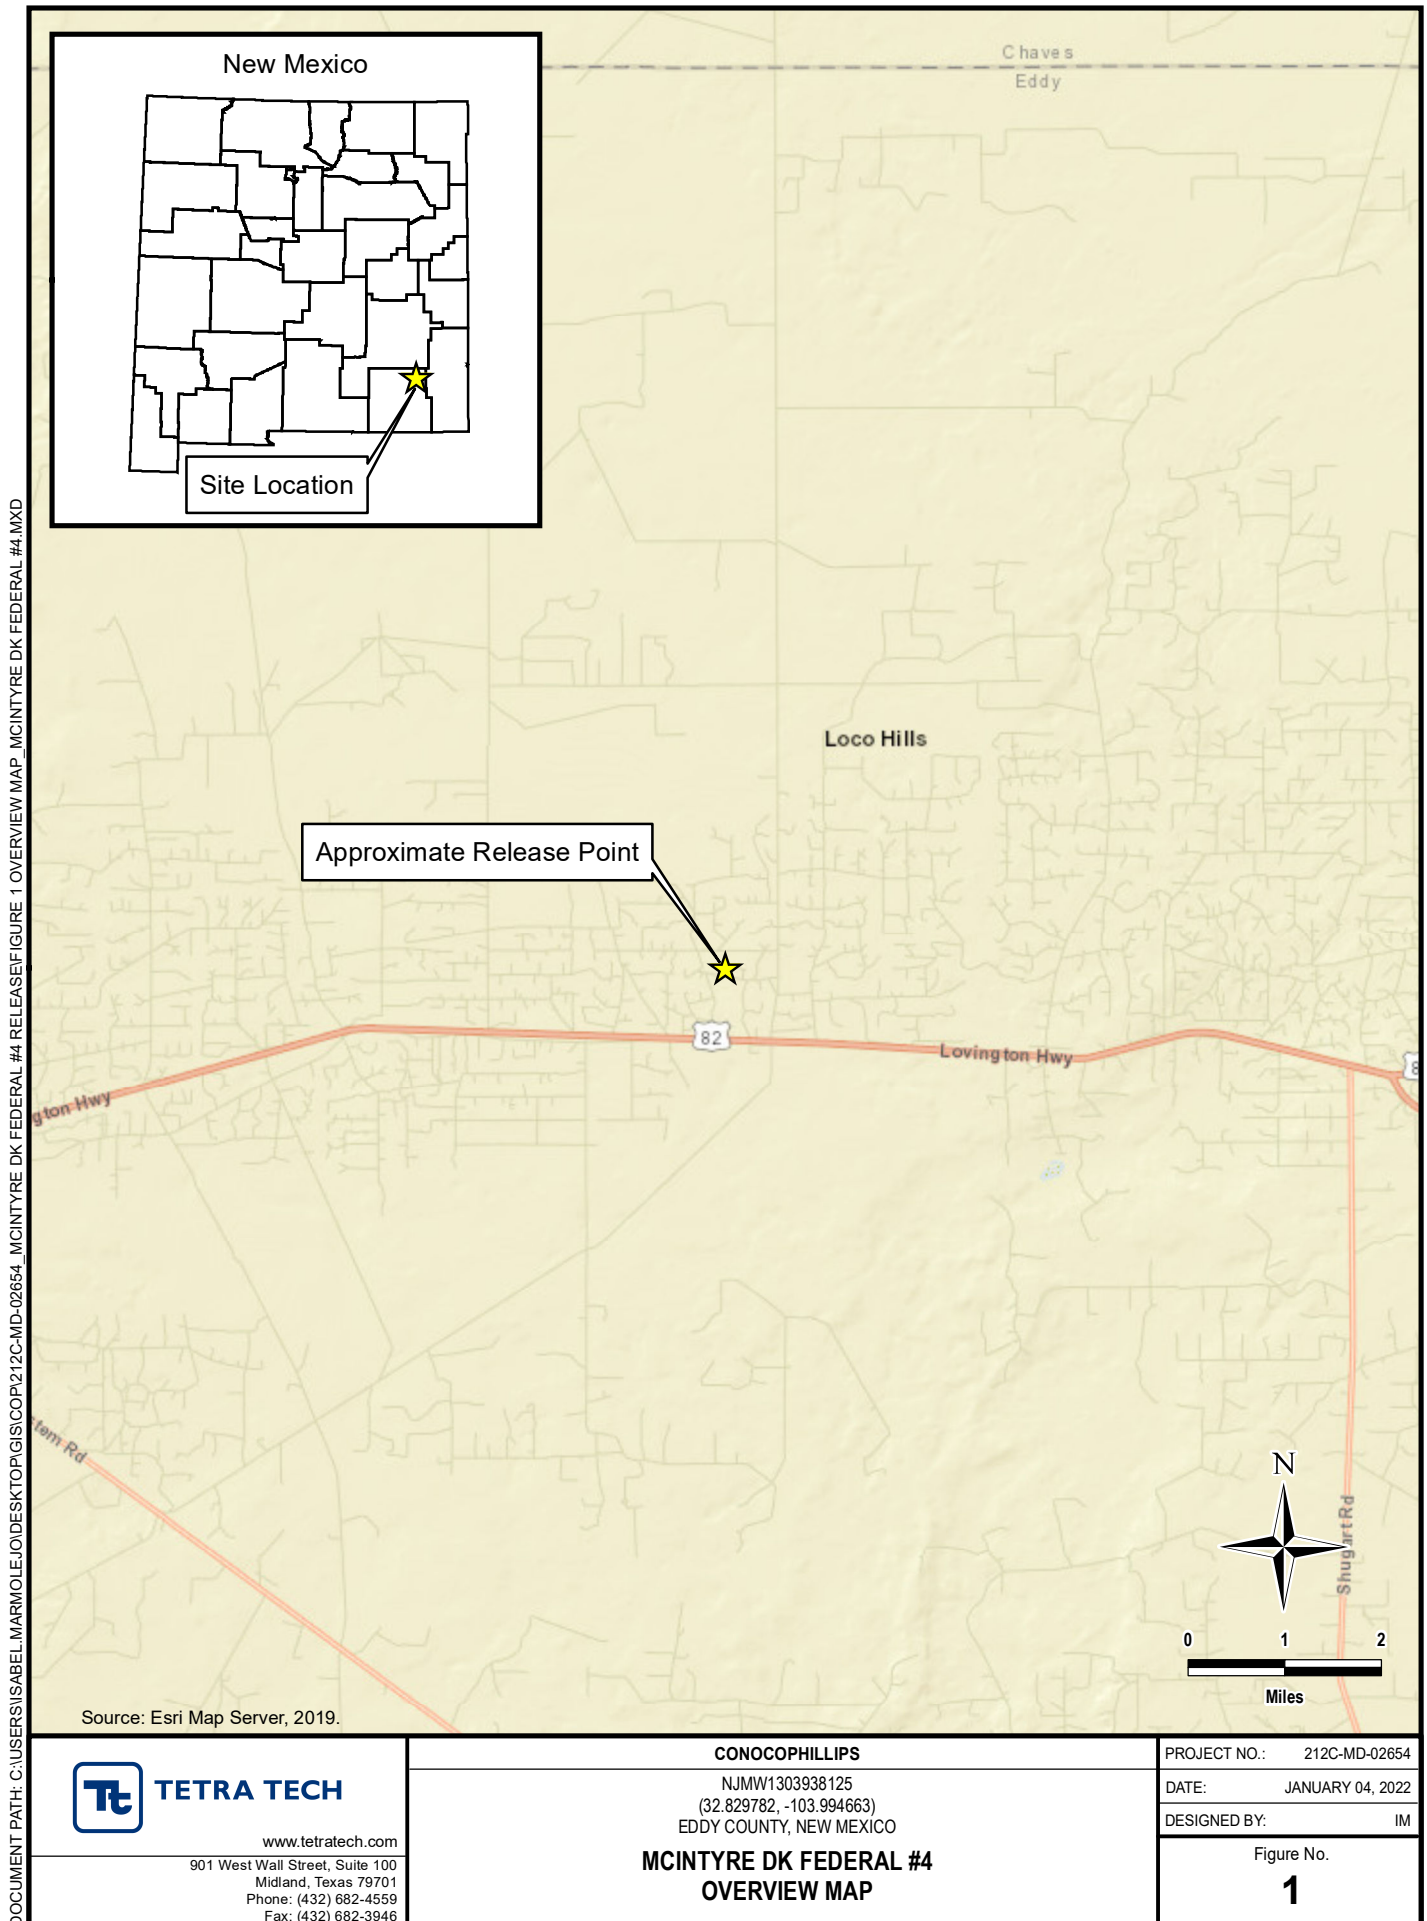 New Mexico
Site Location
Chaves
Eddy
Loco Hills
Approximate Release Point
82
Lovington Hwy
gton Hwy
8
stem Rd
Shugart Rd
N
0 1 2
Miles
Source: Esri Map Server, 2019.
DOCUMENT PATH: C:\USERS\ISABEL.MARMOLEJO\DESKTOP\GIS\COP\212C-MD-02654_MCINTYRE DK FEDERAL #4 RELEASE\FIGURE 1 OVERVIEW MAP_MCINTYRE DK FEDERAL #4.MXD
Tt TETRA TECH
www.tetratech.com
901 West Wall Street, Suite 100
Midland, Texas 79701
Phone: (432) 682-4559
Fax: (432) 682-3946
CONOCOPHILLIPS
NJMW1303938125
(32.829782, -103.994663)
EDDY COUNTY, NEW MEXICO
MCINTYRE DK FEDERAL #4
OVERVIEW MAP
PROJECT NO.: 212C-MD-02654
DATE: JANUARY 04, 2022
DESIGNED BY: IM
Figure No.
1